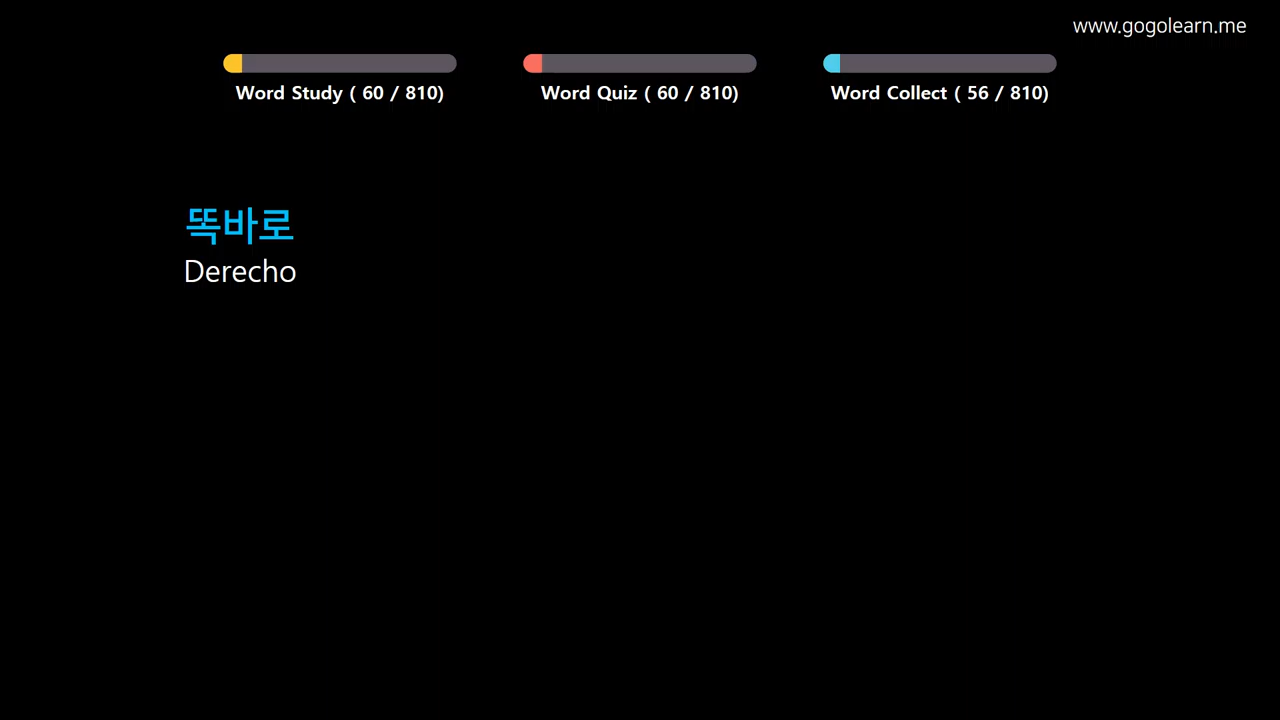 www.gogolearn.me
Word Study ( 60 / 810)
Word Quiz ( 60 / 810)
Word Collect ( 56 / 810)
똑바로
Derecho